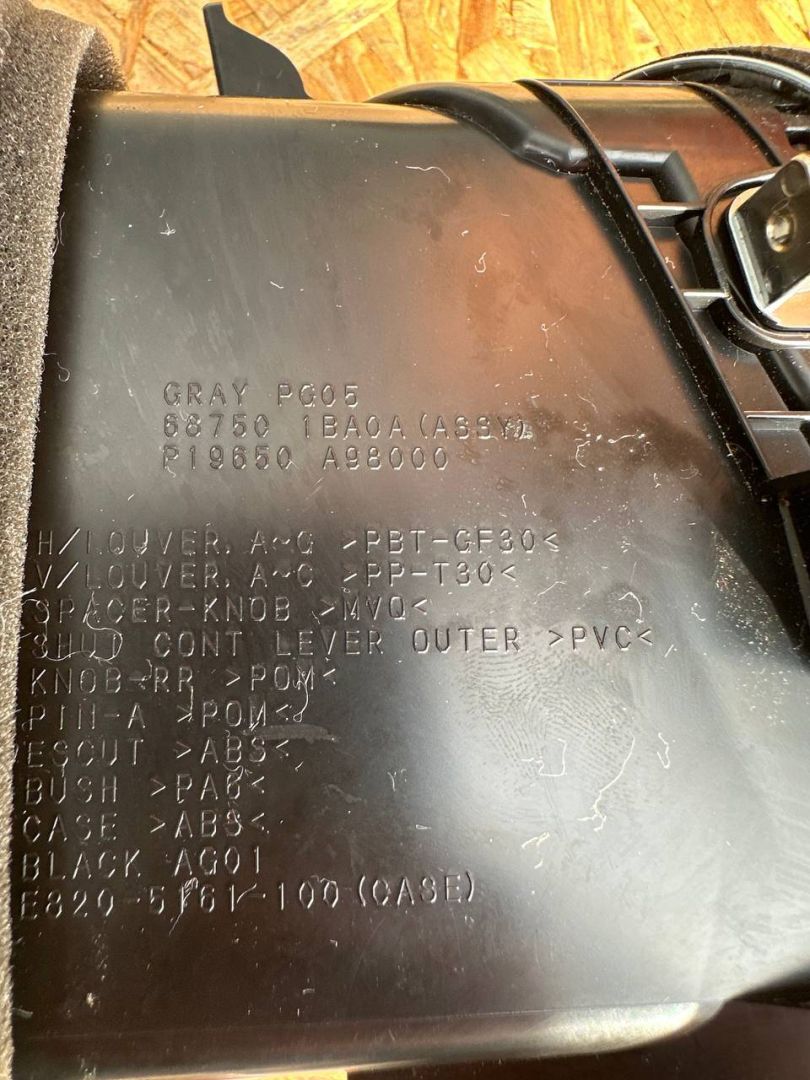 GRAY PG05
68750 1BA0A (ASSY)
P19650 A98000
H/LOUVER. A~G >PBT-GF30<
V/LOUVER. A~C >PP-T30<
SPACER-KNOB >MVQ<
SHUT CONT LEVER OUTER >PVC<
KNOB-RR >POM<
PIN-A >POM<
ESCUT >ABS<
BUSH >PA6<
CASE >ABS<
BLACK AG01
E820-5161-100 (CASE)